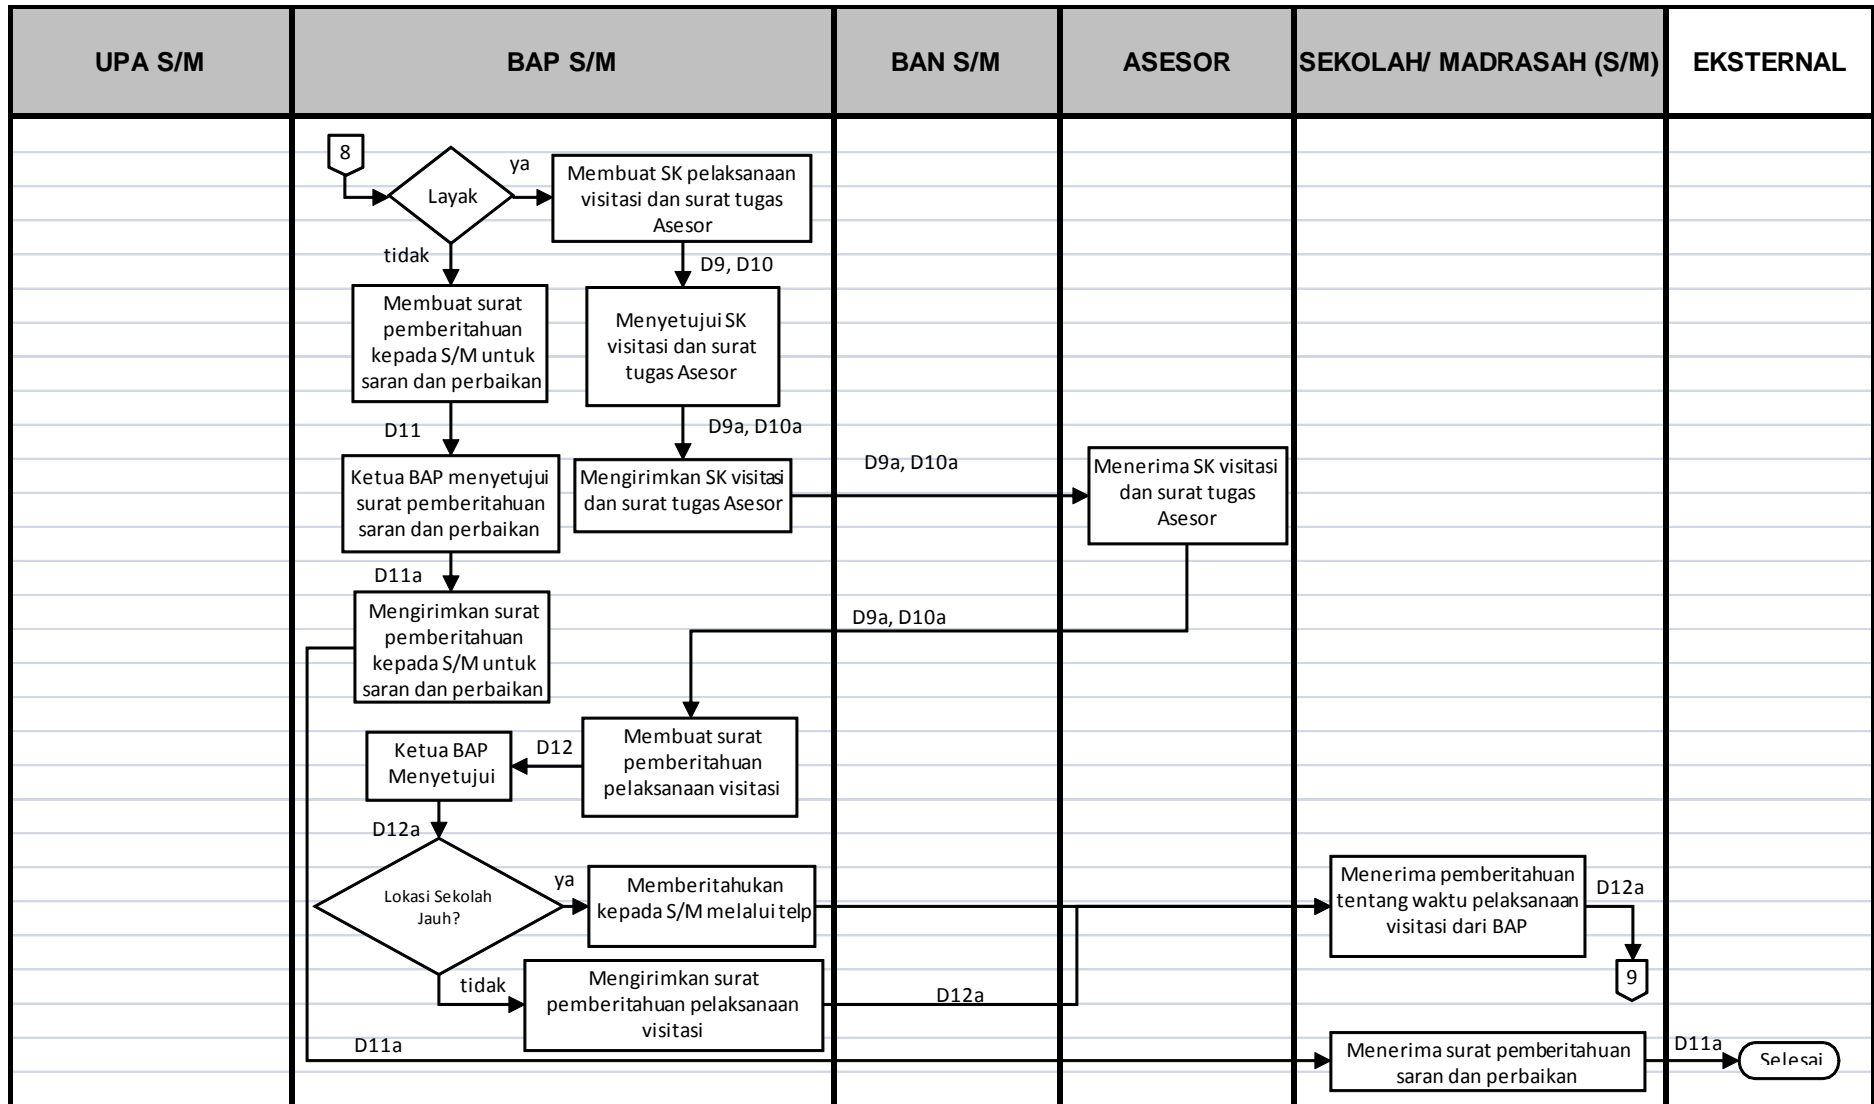 UPA S/M
BAP S/M
BAN S/M
ASESOR
SEKOLAH/ MADRASAH (S/M)
EKSTERNAL
8
Layak
ya
Membuat SK pelaksanaan
visitasi dan surat tugas
Asesor
tidak
D9, D10
Membuat surat
pemberitahuan
kepada S/M untuk
saran dan perbaikan
Menyetujui SK
visitasi dan surat
tugas Asesor
D11
D9a, D10a
Ketua BAP menyetujui
surat pemberitahuan
saran dan perbaikan
Mengirimkan SK visitasi
dan surat tugas Asesor
D9a, D10a
Menerima SK visitasi
dan surat tugas
Asesor
D11a
Mengirimkan surat
pemberitahuan
kepada S/M untuk
saran dan perbaikan
D9a, D10a
Membuat surat
pemberitahuan
pelaksanaan visitasi
D12
Ketua BAP
Menyetujui
D12a
Lokasi Sekolah
Jauh?
ya
Memberitahukan
kepada S/M melalui telp
Menerima pemberitahuan
tentang waktu pelaksanaan
visitasi dari BAP
D12a
9
tidak
Mengirimkan surat
pemberitahuan pelaksanaan
visitasi
D12a
D11a
Menerima surat pemberitahuan
saran dan perbaikan
D11a
Selesai